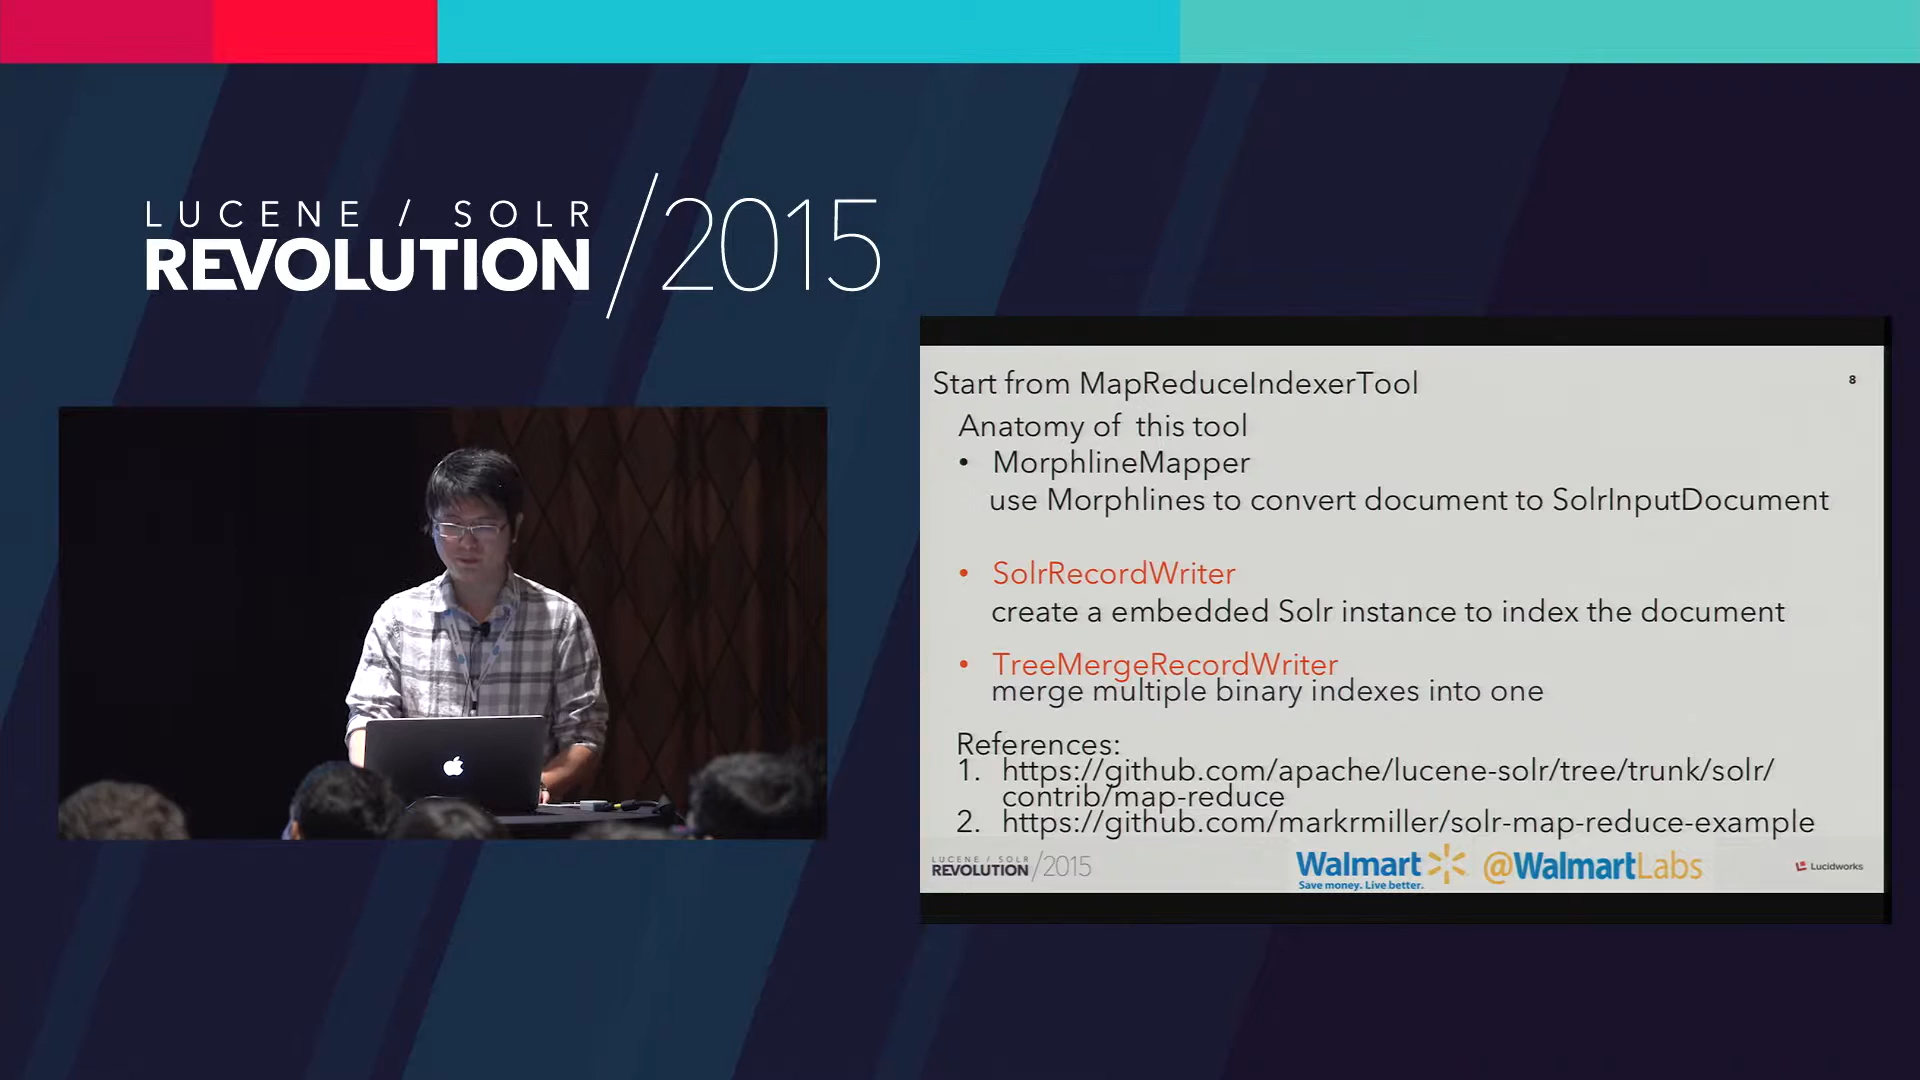 LUCENE / SOLR
REVOLUTION /2015
Start from MapReduceIndexerTool
8
Anatomy of this tool
• MorphlineMapper
use Morphlines to convert document to SolrInputDocument
• SolrRecordWriter
create a embedded Solr instance to index the document
• TreeMergeRecordWriter
merge multiple binary indexes into one
References:
1. https://github.com/apache/lucene-solr/tree/trunk/solr/
contrib/map-reduce
2. https://github.com/markrmiller/solr-map-reduce-example
LUCENE / SOLR
REVOLUTION /2015
Walmart
Save money. Live better.
@WalmartLabs
Lucidworks